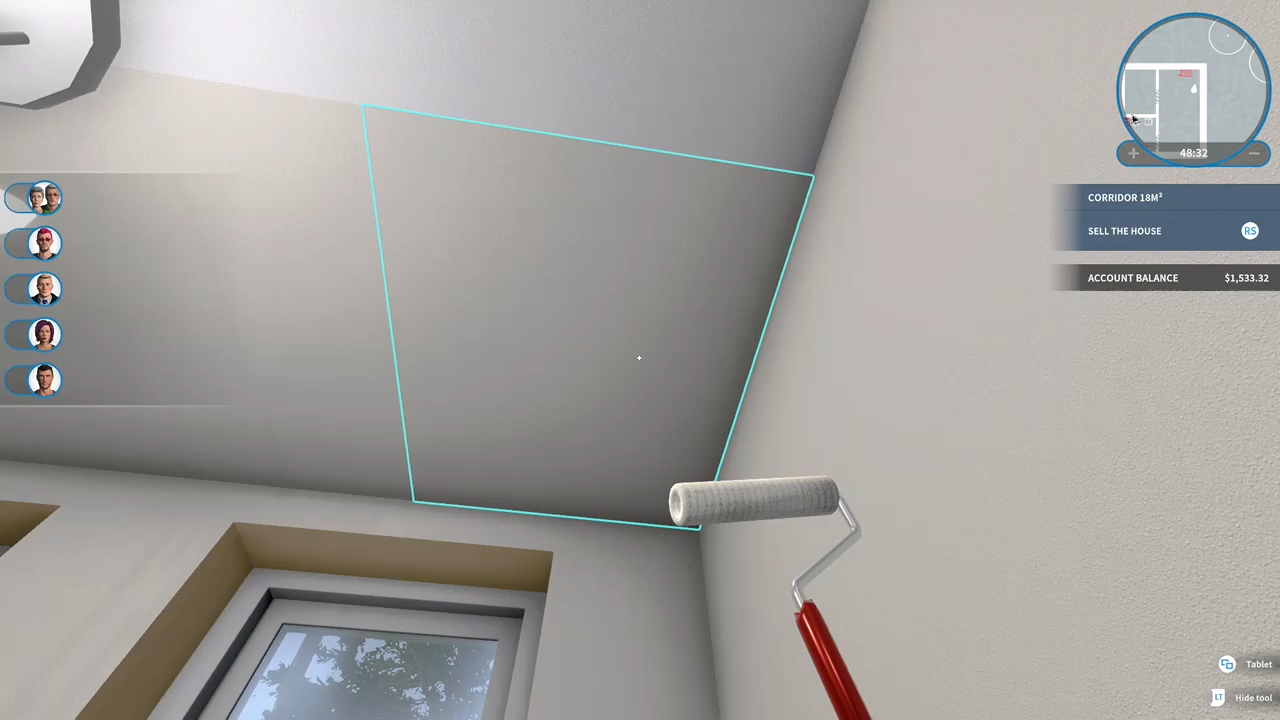 48:32
CORRIDOR 18M²
SELL THE HOUSE RS
ACCOUNT BALANCE $1,533.32
Tablet
LT Hide tool